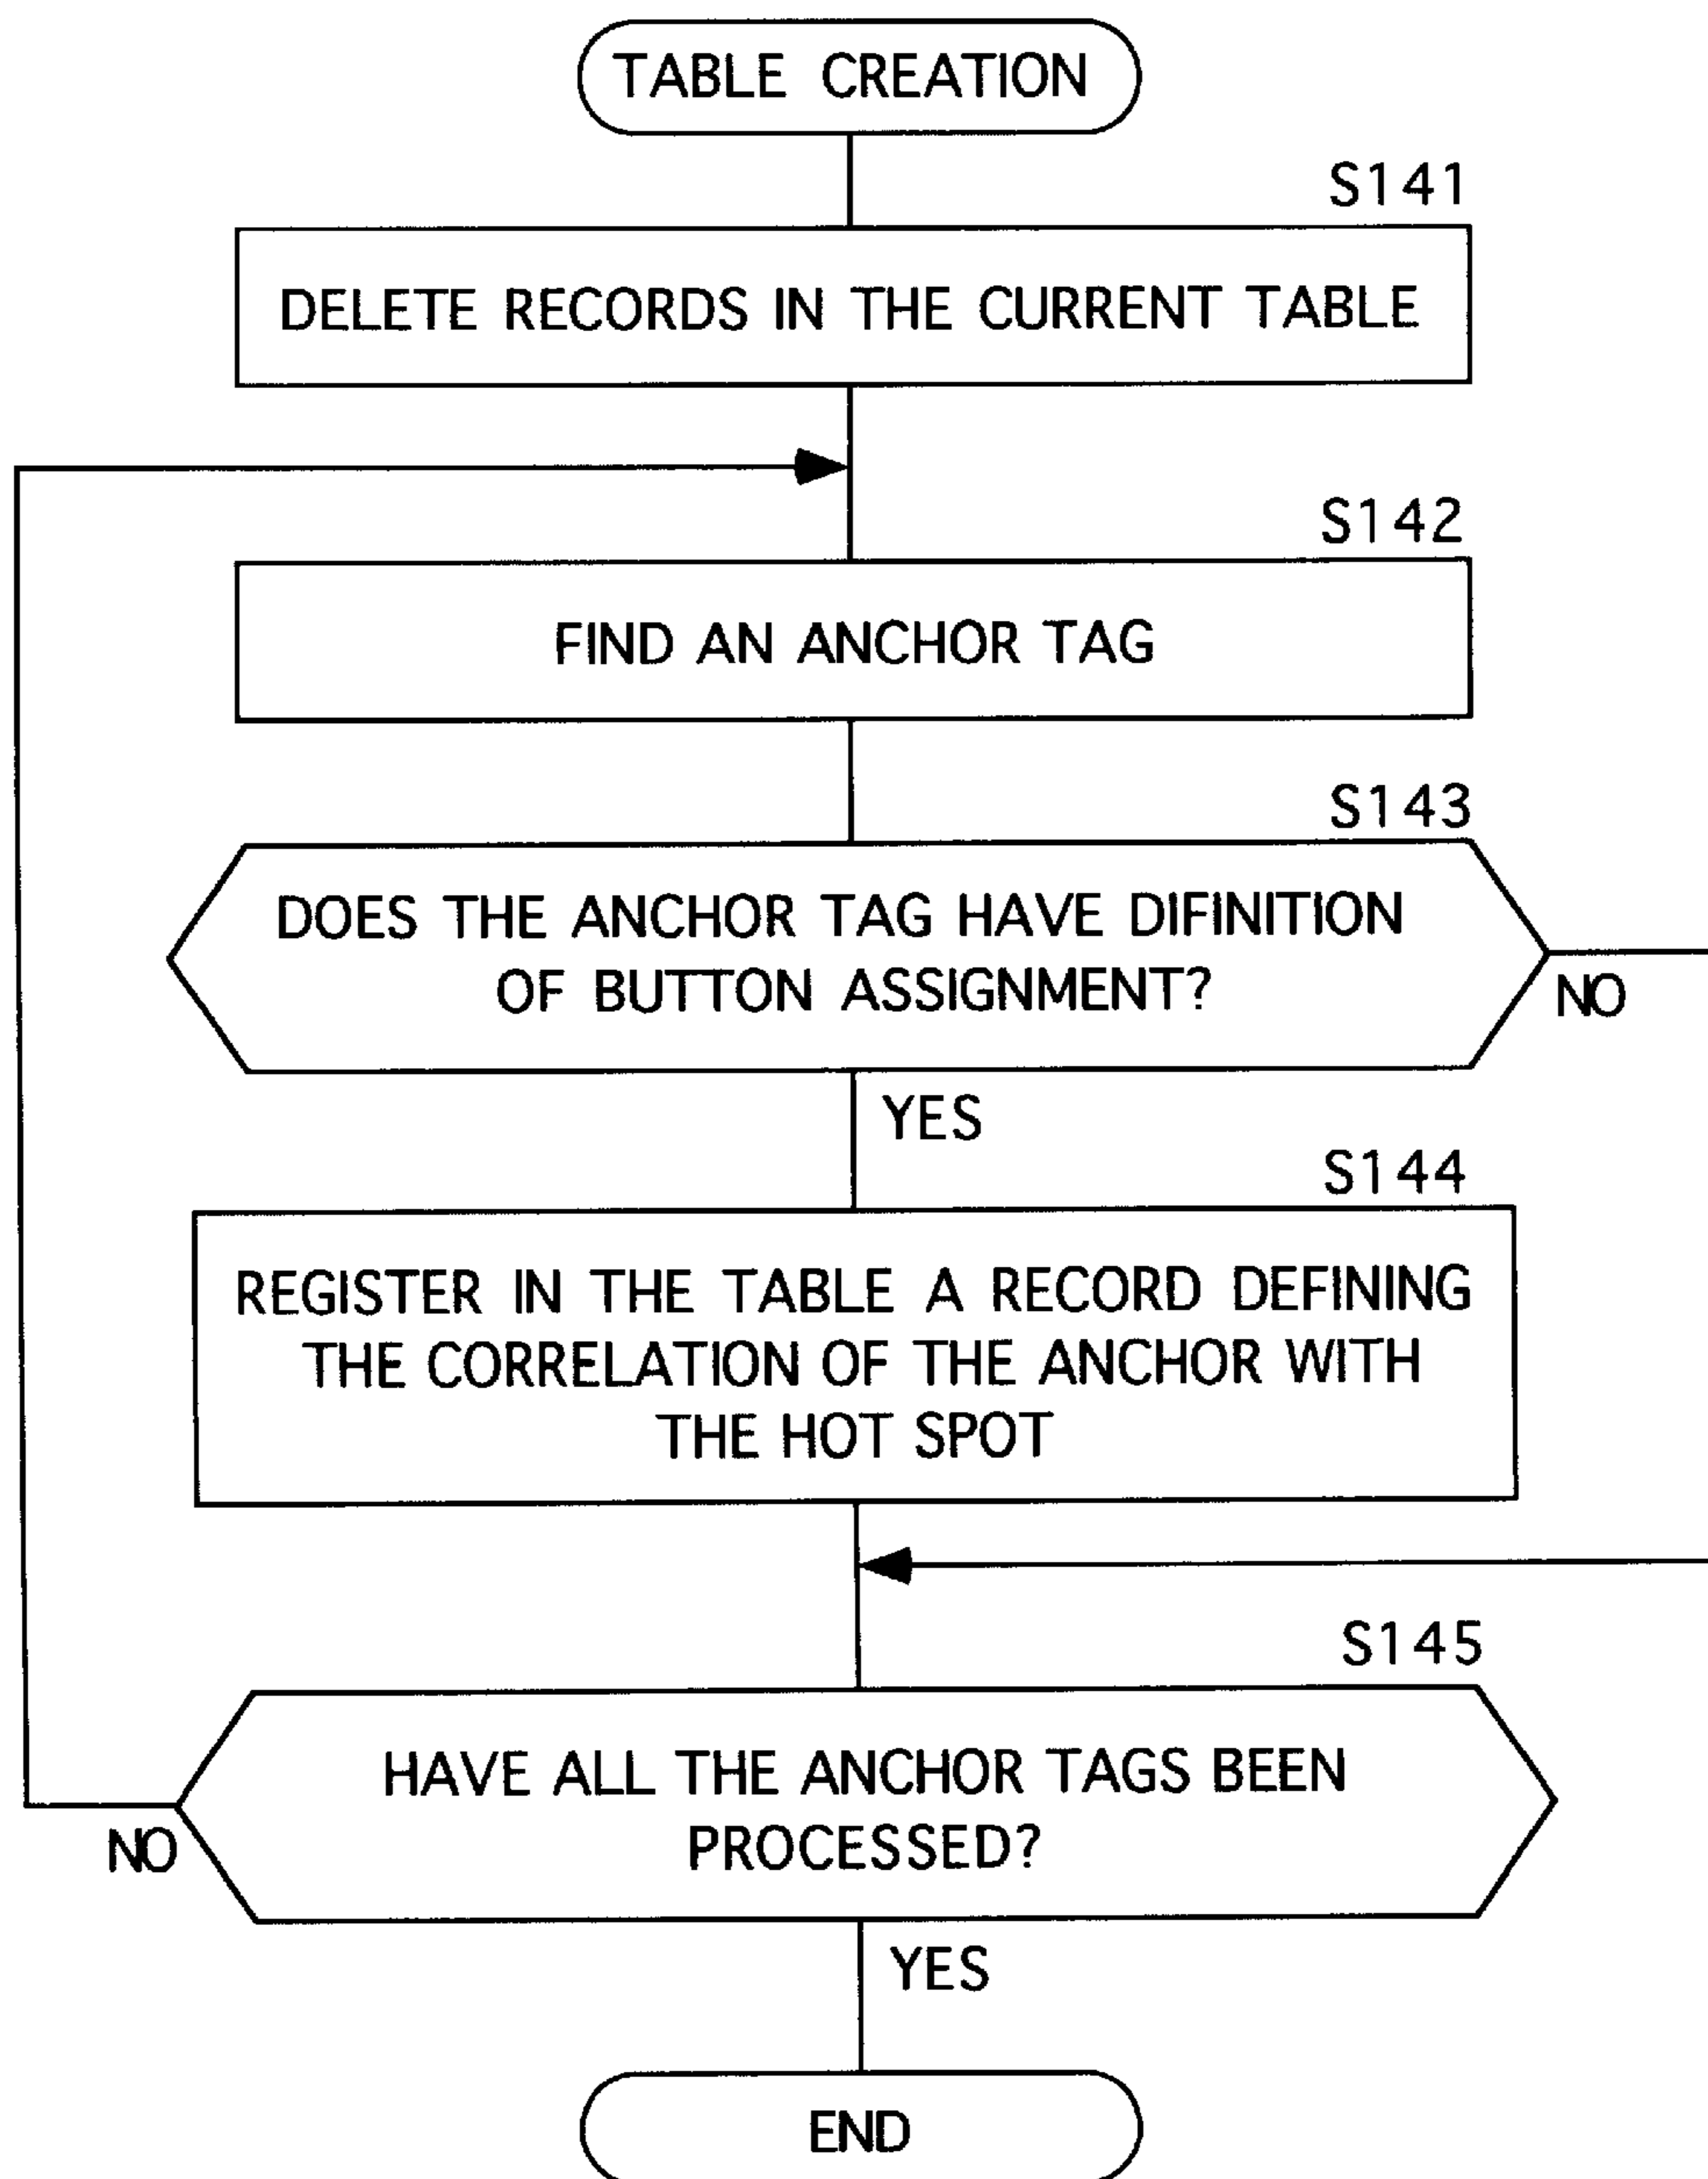 TABLE CREATION
S141
DELETE RECORDS IN THE CURRENT TABLE
S142
FIND AN ANCHOR TAG
S143
DOES THE ANCHOR TAG HAVE DIFINITION
OF BUTTON ASSIGNMENT?
NO
YES
S144
REGISTER IN THE TABLE A RECORD DEFINING
THE CORRELATION OF THE ANCHOR WITH
THE HOT SPOT
S145
HAVE ALL THE ANCHOR TAGS BEEN
PROCESSED?
NO
YES
END